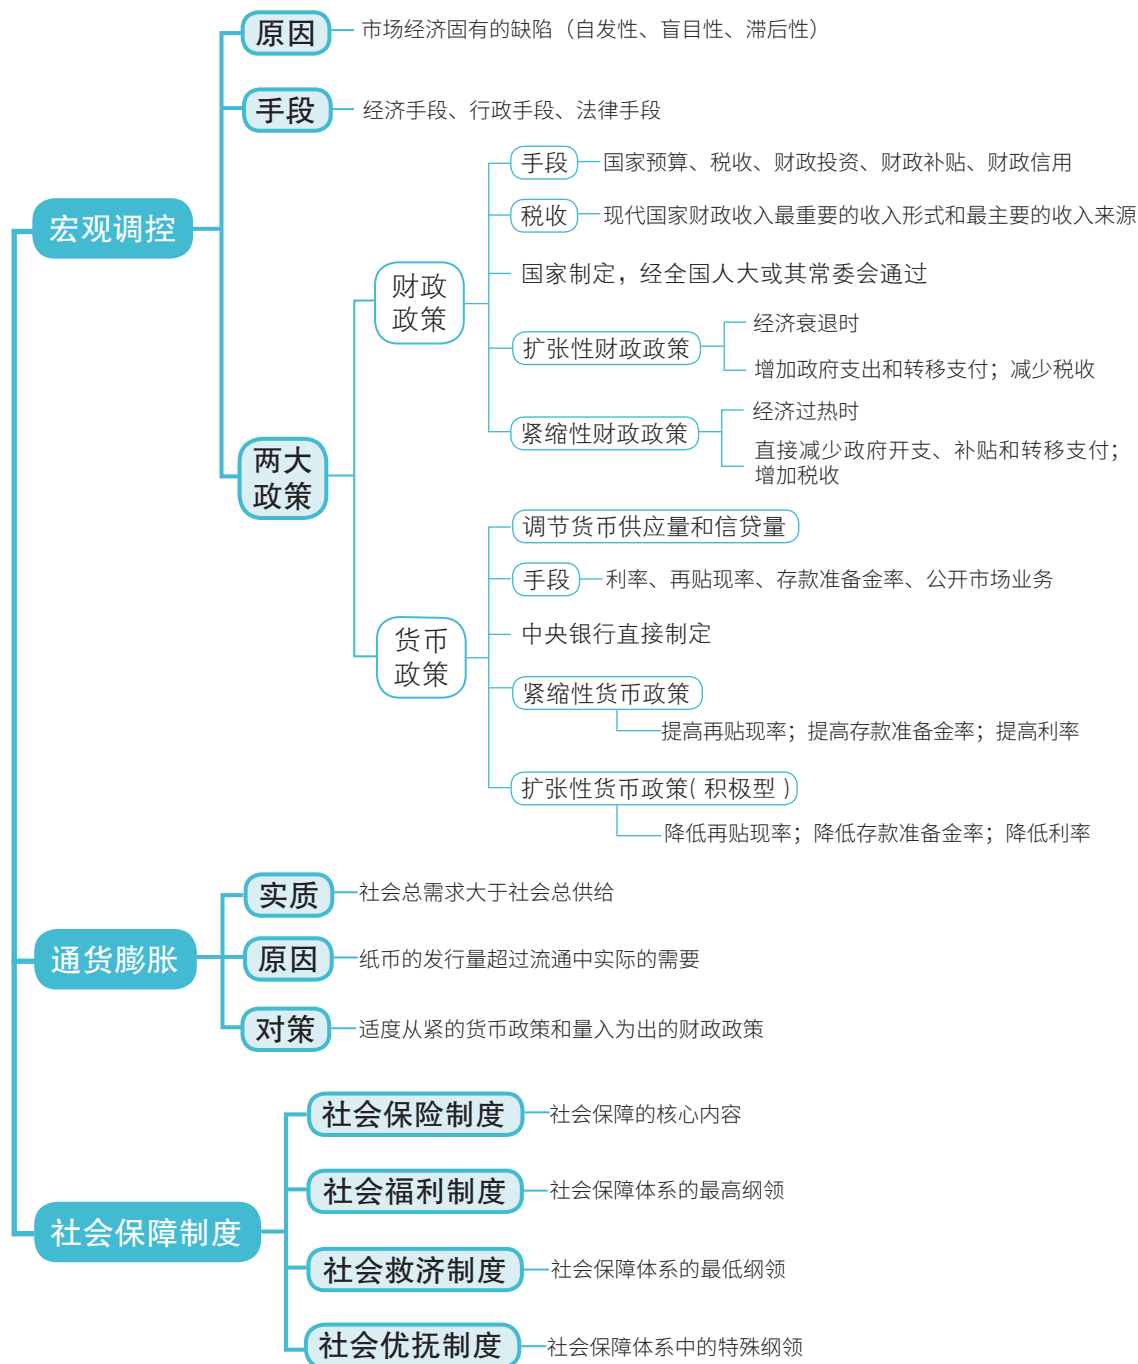 宏观调控
原因
市场经济固有的缺陷（自发性、盲目性、滞后性）
手段
经济手段、行政手段、法律手段
两大
政策
财政
政策
手段
国家预算、税收、财政投资、财政补贴、财政信用
税收
现代国家财政收入最重要的收入形式和最主要的收入来源
国家制定，经全国人大或其常委会通过
扩张性财政政策
经济衰退时
增加政府支出和转移支付；减少税收
紧缩性财政政策
经济过热时
直接减少政府开支、补贴和转移支付；
增加税收
货币
政策
调节货币供应量和信贷量
手段
利率、再贴现率、存款准备金率、公开市场业务
中央银行直接制定
紧缩性货币政策
提高再贴现率；提高存款准备金率；提高利率
扩张性货币政策(积极型)
降低再贴现率；降低存款准备金率；降低利率
通货膨胀
实质
社会总需求大于社会总供给
原因
纸币的发行量超过流通中实际的需要
对策
适度从紧的货币政策和量入为出的财政政策
社会保障制度
社会保险制度
社会保障的核心内容
社会福利制度
社会保障体系的最高纲领
社会救济制度
社会保障体系的最低纲领
社会优抚制度
社会保障体系中的特殊纲领